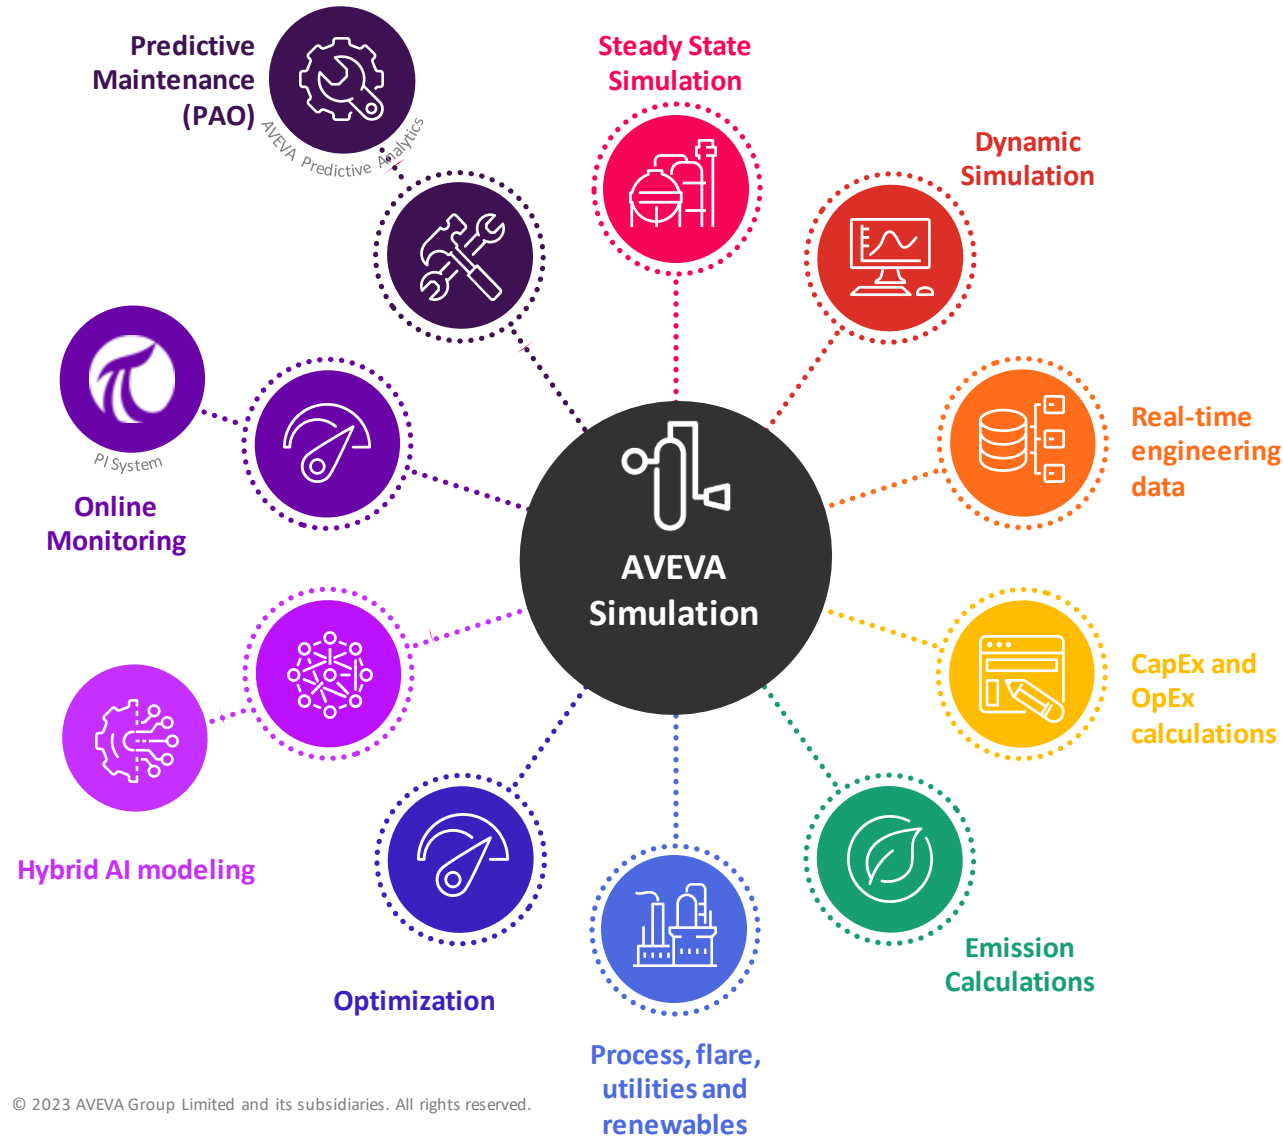 Predictive
Maintenance
(PAO)
AVEVA Predictive Analytics
Steady State
Simulation
Dynamic
Simulation
Real-time
engineering
data
CapEx and
OpEx
calculations
Emission
Calculations
Process, flare,
utilities and
renewables
Optimization
Hybrid AI modeling
PI System
Online
Monitoring
AVEVA
Simulation
© 2023 AVEVA Group Limited and its subsidiaries. All rights reserved.